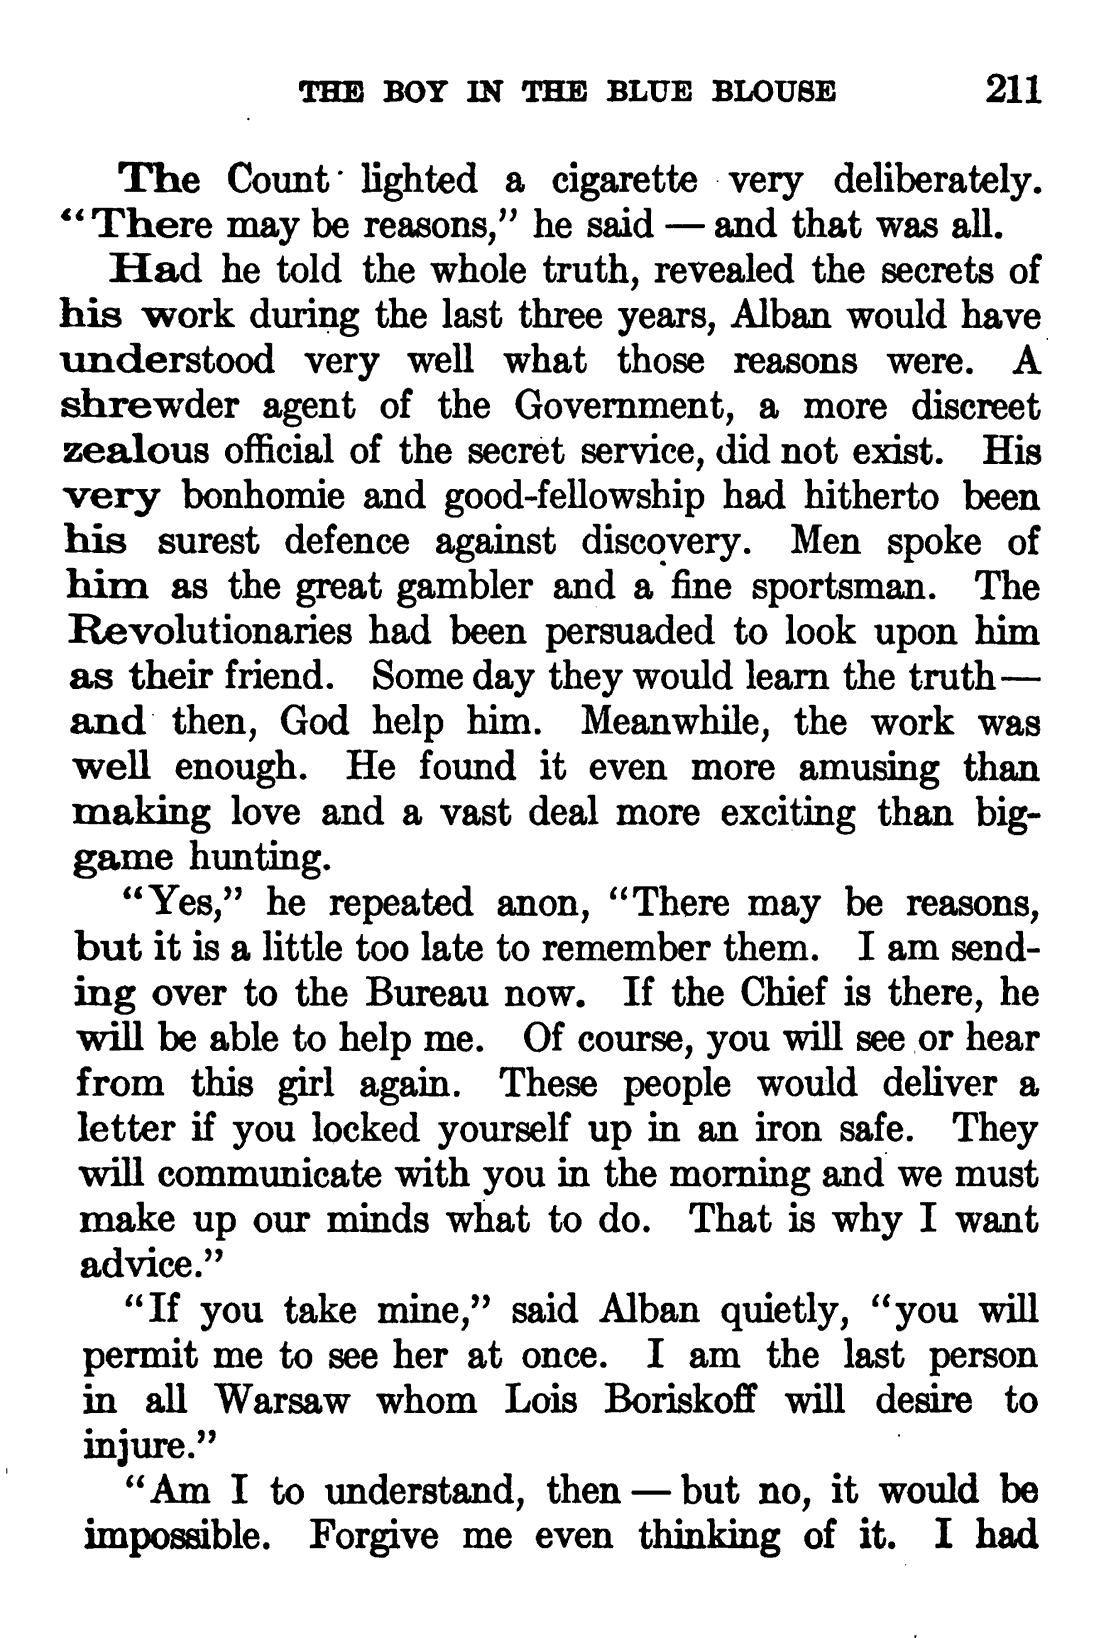 THE BOY IN THE BLUE BLOUSE 211
The Count lighted a cigarette very deliberately.
“There may be reasons,” he said — and that was all.
Had he told the whole truth, revealed the secrets of
his work during the last three years, Alban would have
understood very well what those reasons were. A
shrewder agent of the Government, a more discreet
zealous official of the secret service, did not exist. His
very bonhomie and good-fellowship had hitherto been
his surest defence against discovery. Men spoke of
him as the great gambler and a fine sportsman. The
Revolutionaries had been persuaded to look upon him
as their friend. Some day they would learn the truth—
and then, God help him. Meanwhile, the work was
well enough. He found it even more amusing than
making love and a vast deal more exciting than big-
game hunting.
“Yes,” he repeated anon, “There may be reasons,
but it is a little too late to remember them. I am send-
ing over to the Bureau now. If the Chief is there, he
will be able to help me. Of course, you will see or hear
from this girl again. These people would deliver a
letter if you locked yourself up in an iron safe. They
will communicate with you in the morning and we must
make up our minds what to do. That is why I want
advice.”
“If you take mine,” said Alban quietly, “you will
permit me to see her at once. I am the last person
in all Warsaw whom Lois Boriskoff will desire to
injure.”
“Am I to understand, then — but no, it would be
impossible. Forgive me even thinking of it. I had